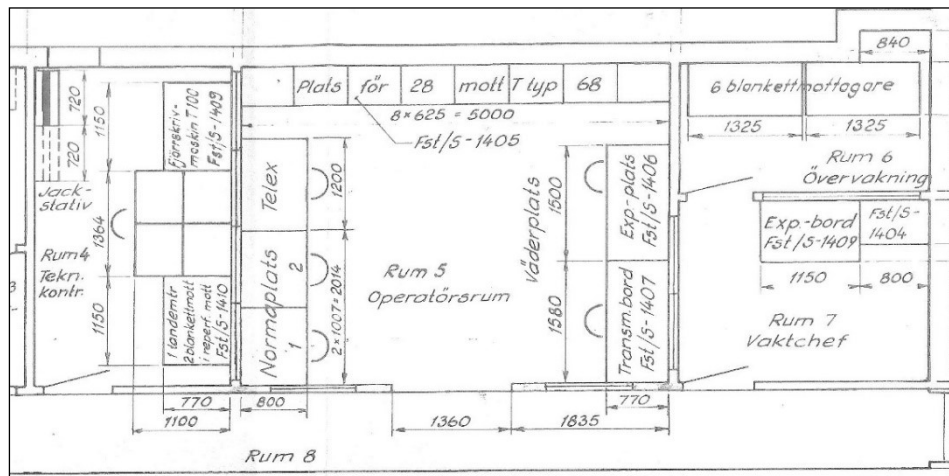 840
Plats för 28 mott T typ 68
6 blankettmottagare
8 x 625 = 5000
1325
1325
Fst/S-1405
720
720
1150
fjärrskriv-
maskin T100
Fst/S-1409
Jack-
stativ
1364
Rum 4
Tekn.
kontr.
1150
2 blankettmott
Fst/S-1410
770
1100
Telex
1200
Normaplats
2
1
2 x 1007 = 2014
800
Rum 5
Operatörsrum
Väderplats
1500
1580
Exp-plats
Fst/S-1406
Transm.bord
Fst/S-1407
770
1360
1835
Rum 6
Övervakning
Exp.-bord
Fst/S-1409
Fst/S-
1404
1150
800
Rum 7
Vaktchef
Rum 8